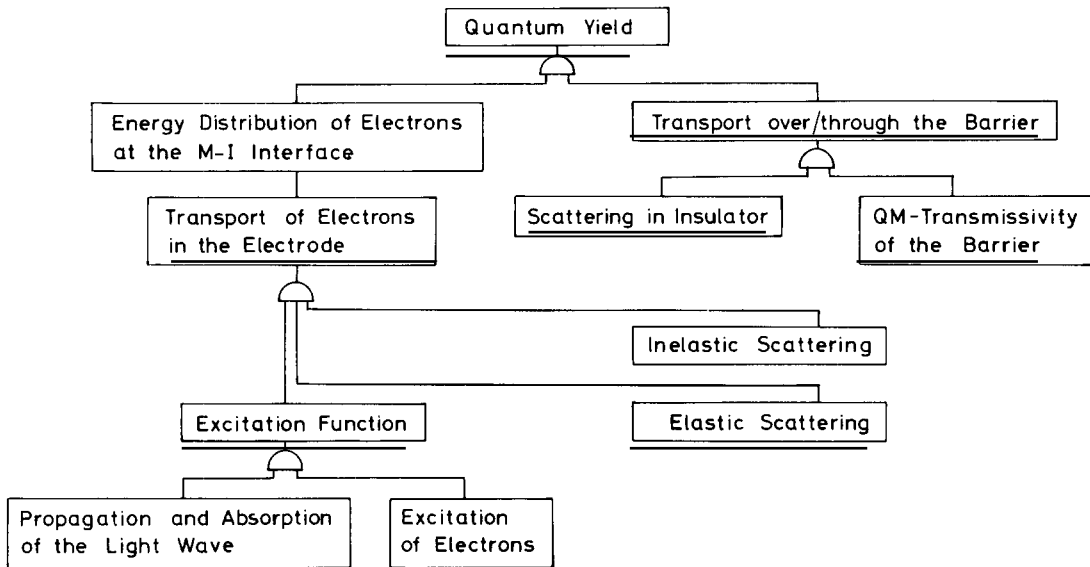 Quantum Yield
Energy Distribution of Electrons
at the M-I Interface
Transport over/through the Barrier
Transport of Electrons
in the Electrode
Scattering in Insulator
QM-Transmissivity
of the Barrier
Inelastic Scattering
Excitation Function
Elastic Scattering
Propagation and Absorption
of the Light Wave
Excitation
of Electrons